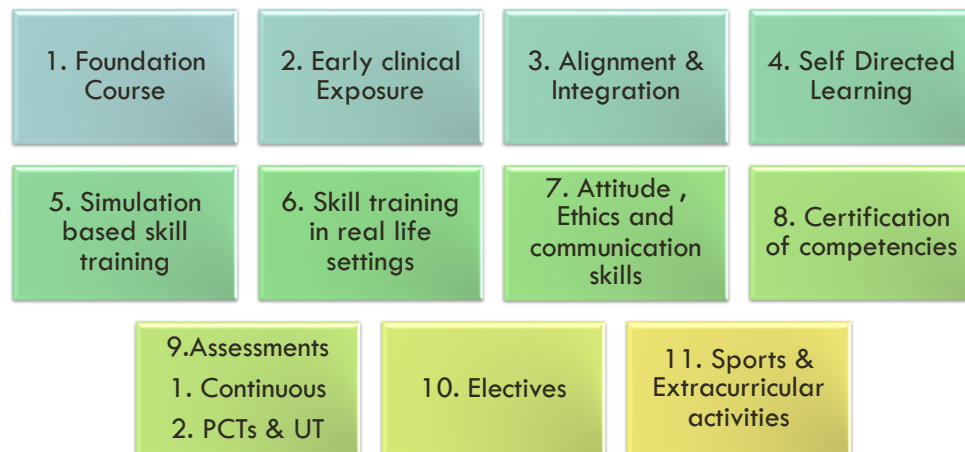 1. Foundation
Course
2. Early clinical
Exposure
3. Alignment &
Integration
4. Self Directed
Learning
5. Simulation
based skill
training
6. Skill training
in real life
settings
7. Attitude ,
Ethics and
communication
skills
8. Certification
of competencies
9.Assessments
1. Continuous
2. PCTs & UT
10. Electives
11. Sports &
Extracurricular
activities